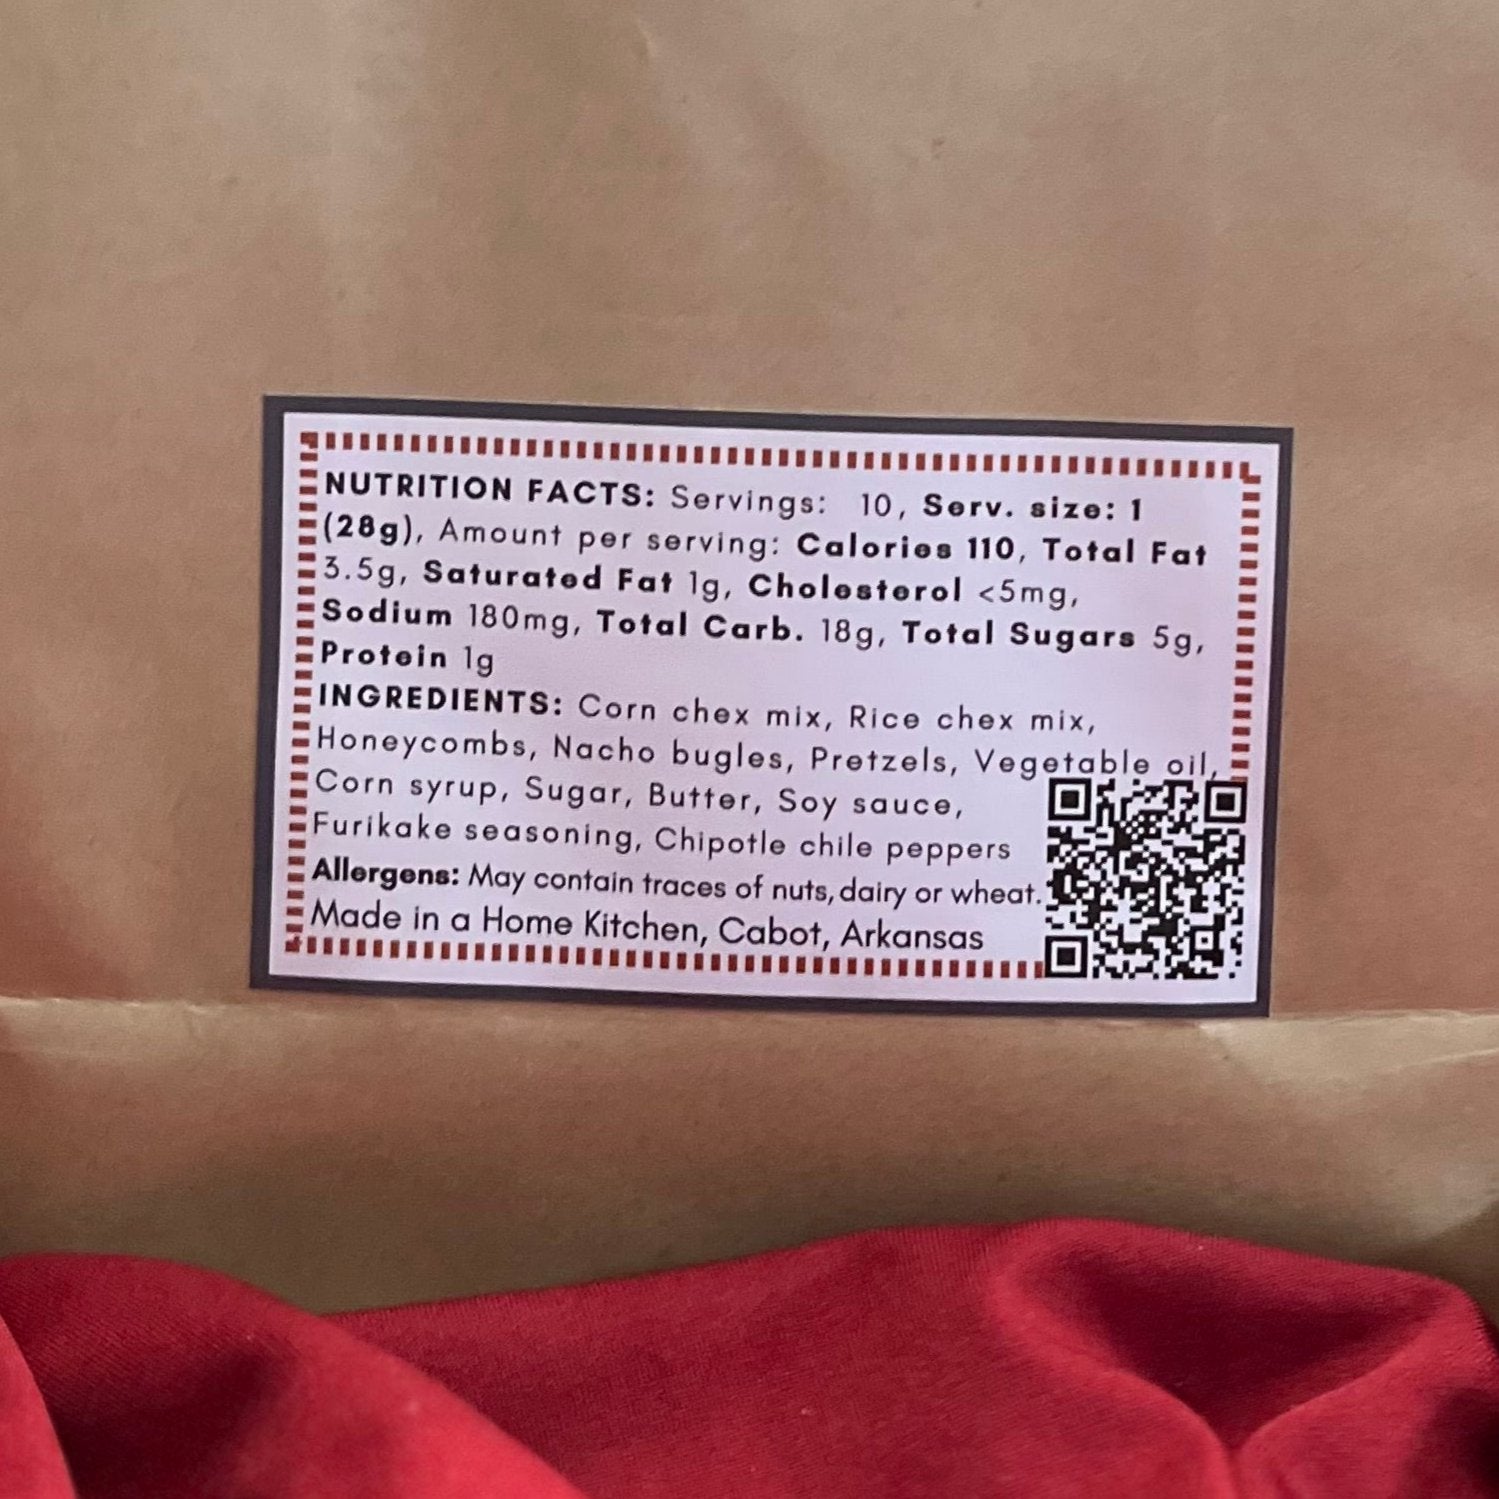 NUTRITION FACTS: Servings: 10, Serv. size: 1
(28g), Amount per serving: Calories 110, Total Fat
3.5g, Saturated Fat 1g, Cholesterol <5mg,
Sodium 180mg, Total Carb. 18g, Total Sugars 5g,
Protein 1g
INGREDIENTS: Corn chex mix, Rice chex mix,
Honeycombs, Nacho bugles, Pretzels, Vegetable oil,
Corn syrup, Sugar, Butter, Soy sauce,
Furikake seasoning, Chipotle chile peppers
Allergens: May contain traces of nuts, dairy or wheat.
Made in a Home Kitchen, Cabot, Arkansas